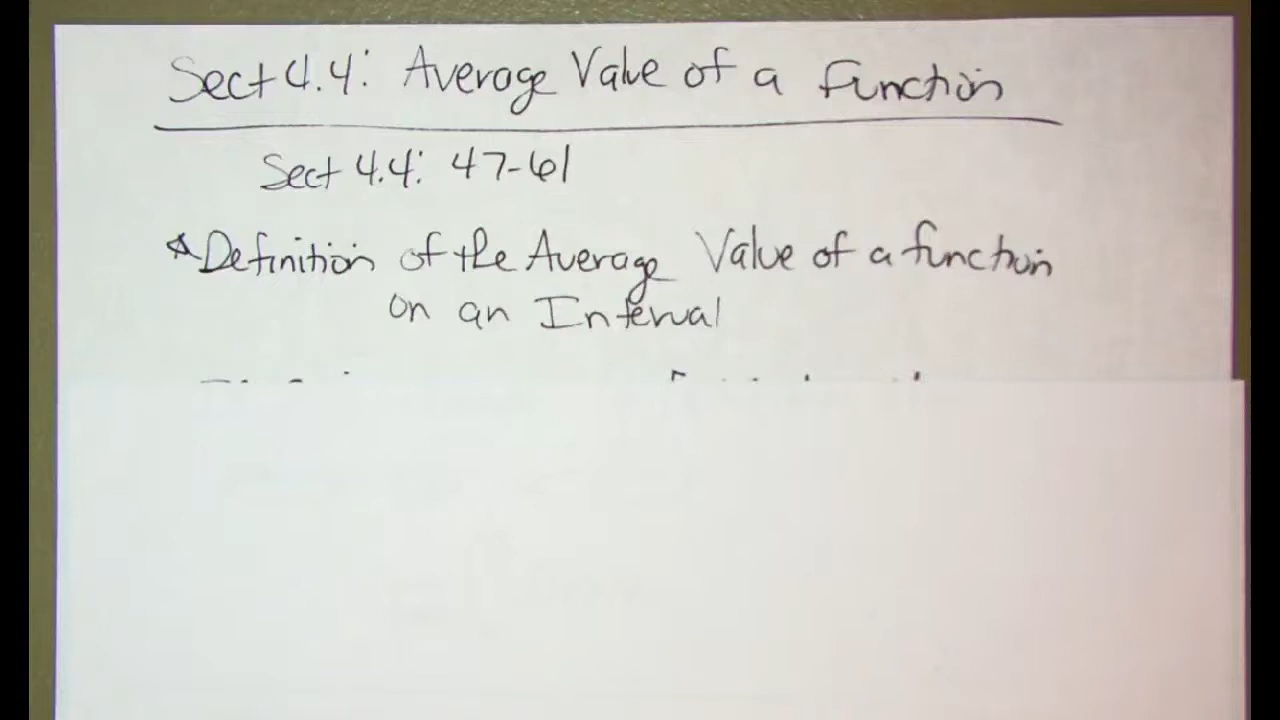 Sect 4.4: Average Value of a Function
Sect 4.4: 47-61
*Definition of the Average Value of a function
on an Interval